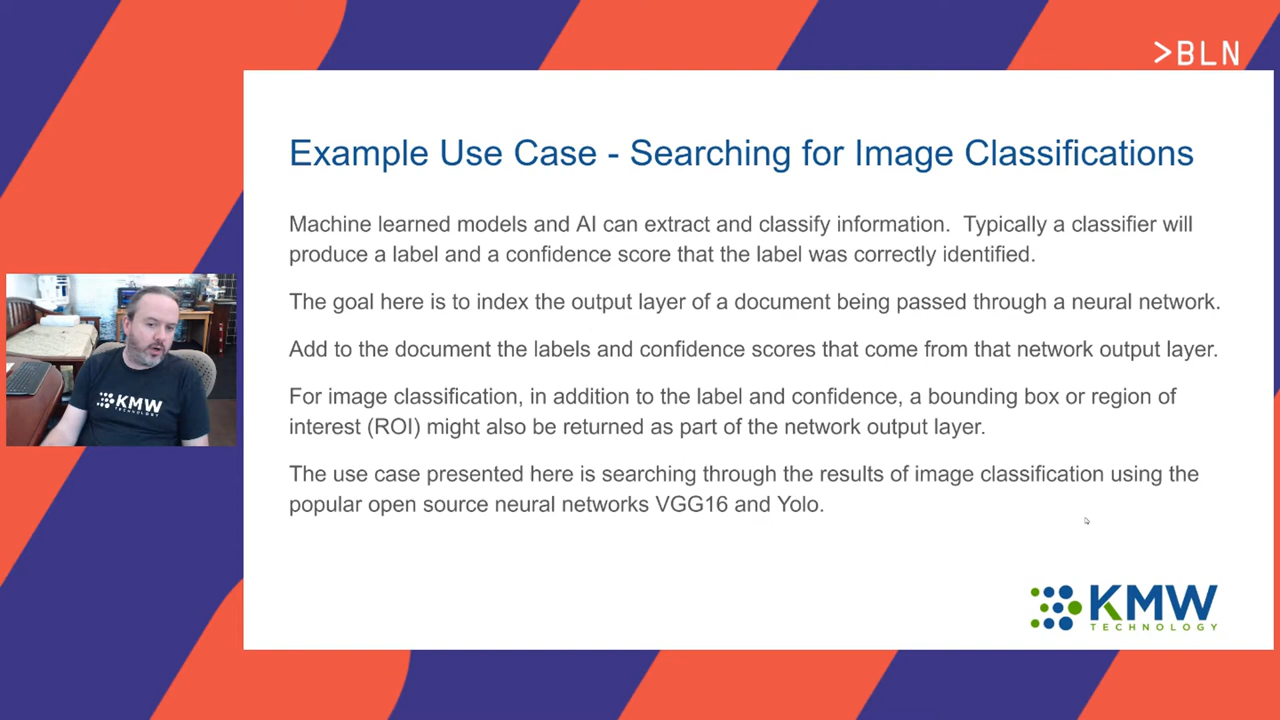 >BLN
Example Use Case - Searching for Image Classifications
Machine learned models and AI can extract and classify information.  Typically a classifier will
produce a label and a confidence score that the label was correctly identified.
The goal here is to index the output layer of a document being passed through a neural network.
Add to the document the labels and confidence scores that come from that network output layer.
For image classification, in addition to the label and confidence, a bounding box or region of
interest (ROI) might also be returned as part of the network output layer.
The use case presented here is searching through the results of image classification using the
popular open source neural networks VGG16 and Yolo.
KMW
TECHNOLOGY
KMW
TECHNOLOGY